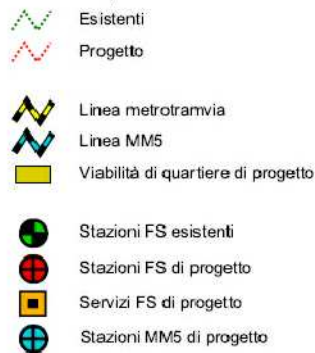 Esistenti
Progetto
Linea metrotramvia
Linea MM5
Viabilità di quartiere di progetto
Stazioni FS esistenti
Stazioni FS di progetto
Servizi FS di progetto
Stazioni MM5 di progetto